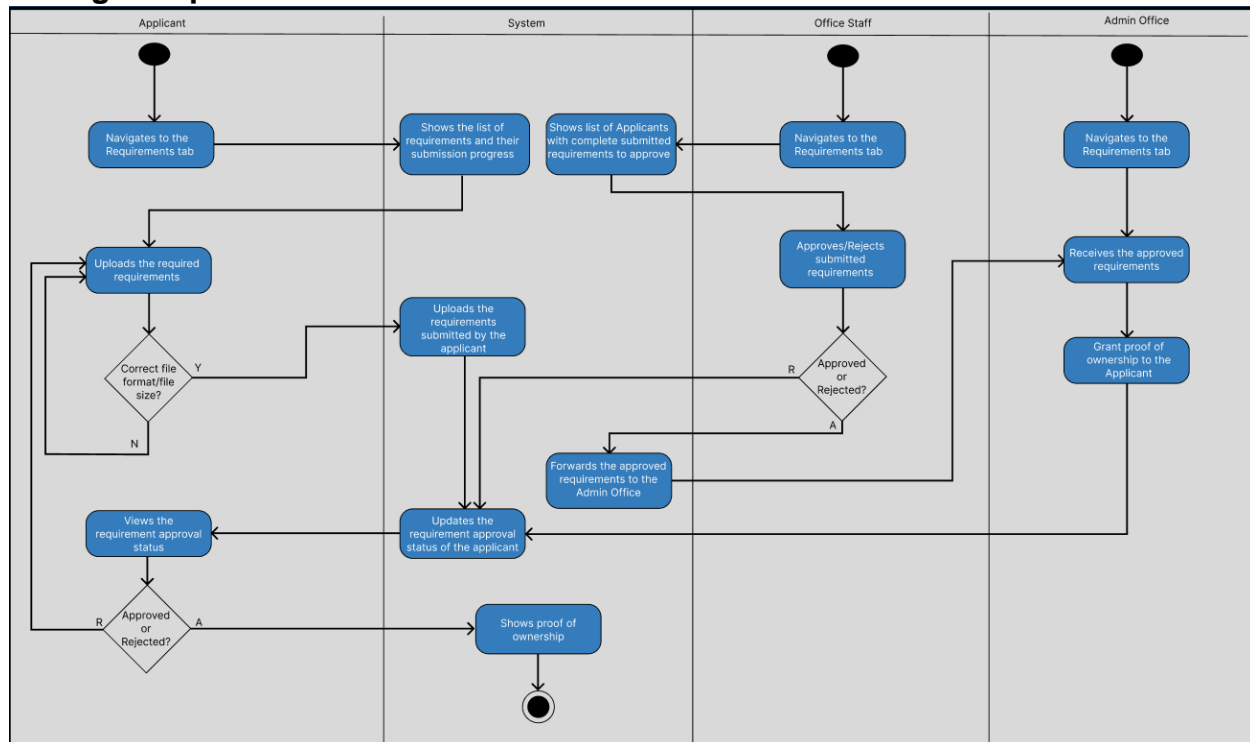 Applicant
System
Office Staff
Admin Office
Navigates to the
Requirements tab
Shows the list of
requirements and their
submission progress
Shows list of Applicants
with complete submitted
requirements to approve
Navigates to the
Requirements tab
Navigates to the
Requirements tab
Uploads the required
requirements
Approves/Rejects
submitted
requirements
Receives the approved
requirements
Uploads the
requirements
submitted by the
applicant
Correct file
format/file
size?
Y
N
R
Approved
or
Rejected?
A
Grant proof of
ownership to the
Applicant
Forwards the approved
requirements to the
Admin Office
Views the
requirement approval
status
Updates the
requirement approval
status of the applicant
R
Approved
or
Rejected?
A
Shows proof of
ownership